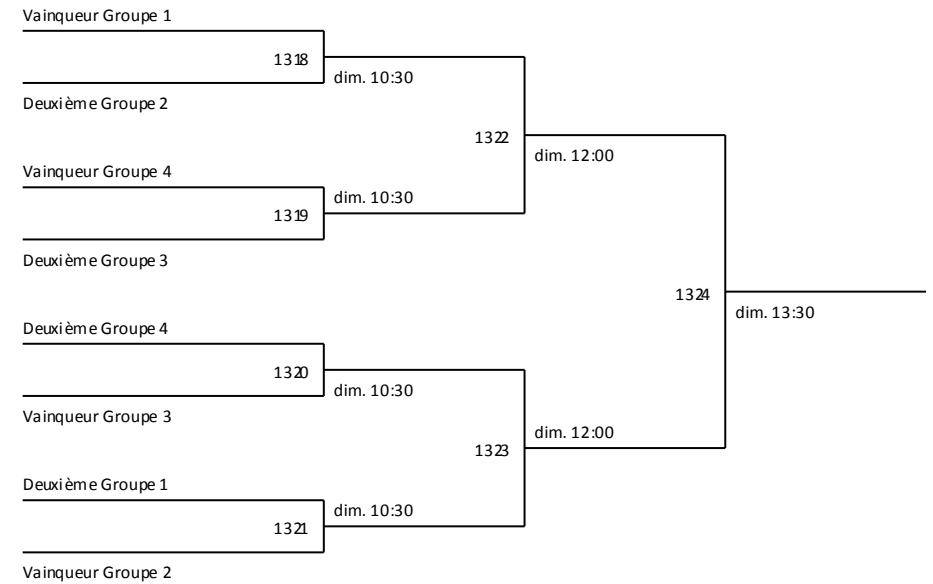 Vainqueur Groupe 1
1318
dim. 10:30
Deuxième Groupe 2
1322
dim. 12:00
Vainqueur Groupe 4
dim. 10:30
1319
Deuxième Groupe 3
1324
dim. 13:30
Deuxième Groupe 4
1320
dim. 10:30
Vainqueur Groupe 3
dim. 12:00
1323
Deuxième Groupe 1
dim. 10:30
1321
Vainqueur Groupe 2